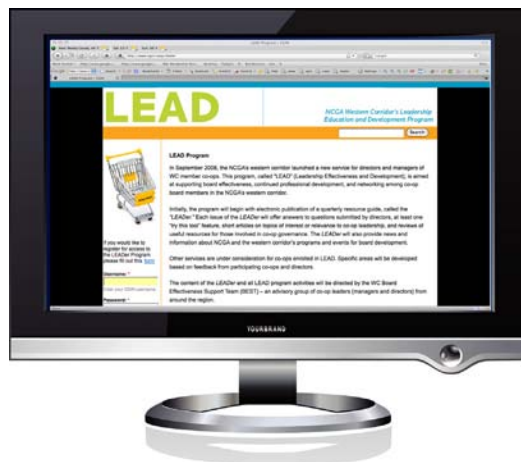 LEAD Program | CGIN
LEAD
NCGA Western Corridor's Leadership
Education and Development Program
Search
LEAD Program
In September 2008, the NCGA's western corridor launched a new service for directors and managers of
WC member co-ops. This program, called "LEAD" (Leadership Effectiveness and Development), is aimed
at supporting board effectiveness, continued professional development, and networking among co-op
board members in the NCGA's western corridor.
Initially, the program will begin with electronic publication of a quarterly resource guide, called the
"LEADer." Each issue of the LEADer will offer answers to questions submitted by directors, at least one
"try this tool" feature, short articles on topics of interest or relevance to co-op leadership, and reviews of
useful resources for those involved in co-op governance. The LEADer will also provide news and
information about NCGA and the western corridor's programs and events for board development.
Other services are under consideration for co-ops enrolled in LEAD. Specific areas will be developed
based on feedback from participating co-ops and directors.
The content of the LEADer and all LEAD program activities will be directed by the WC Board
Effectiveness Support Team (BEST) – an advisory group of co-op leaders (managers and directors) from
around the region.
If you would like to
register for access to
the LEADer Program
please fill out this form
Username: *
Password: *
YOURBRAND